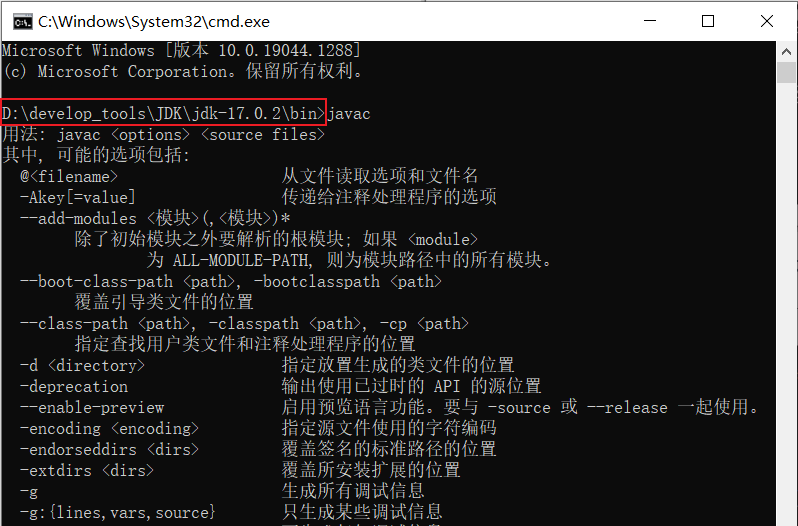 C:\Windows\System32\cmd.exe
Microsoft Windows [版本 10.0.19044.1288]
(c) Microsoft Corporation。保留所有权利。
D:\develop_tools\JDK\jdk-17.0.2\bin>javac
用法: javac <options> <source files>
其中, 可能的选项包括:
@<filename> 从文件读取选项和文件名
-Akey[=value] 传递给注释处理程序的选项
--add-modules <模块>(,<模块>)*
除了初始模块之外要解析的根模块; 如果 <module>
为 ALL-MODULE-PATH, 则为模块路径中的所有模块。
--boot-class-path <path>, -bootclasspath <path>
覆盖引导类文件的位置
--class-path <path>, -classpath <path>, -cp <path>
指定查找用户类文件和注释处理程序的位置
-d <directory> 指定放置生成的类文件的位置
-deprecation 输出使用已过时的 API 的源位置
--enable-preview 启用预览语言功能。要与 -source 或 --release 一起使用。
-encoding <encoding> 指定源文件使用的字符编码
-endorseddirs <dirs> 覆盖签名的标准路径的位置
-extdirs <dirs> 覆盖所安装扩展的位置
-g 生成所有调试信息
-g:{lines,vars,source} 只生成某些调试信息